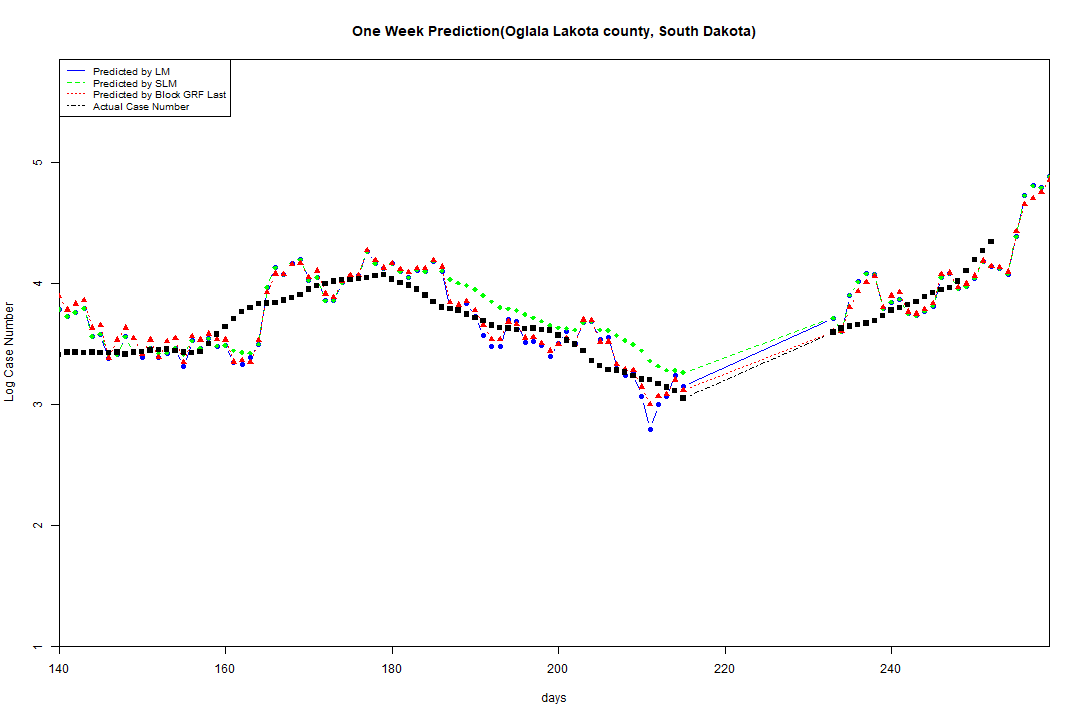 One Week Prediction(Oglala Lakota county, South Dakota)
Predicted by LM
Predicted by SLM
Predicted by Block GRF Last
Actual Case Number
5
4
3
2
1
Log Case Number
140
160
180
200
220
240
days